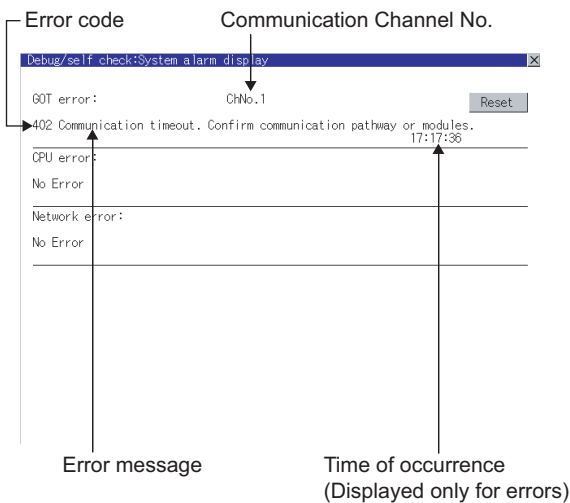 Error code Communication Channel No.
Debug/self check:System alarm display
GOT error: ChNo.1 Reset
402 Communication timeout. Confirm communication pathway or modules.
17:17:36
CPU error:
No Error
Network error:
No Error
Error message Time of occurrence
(Displayed only for errors)